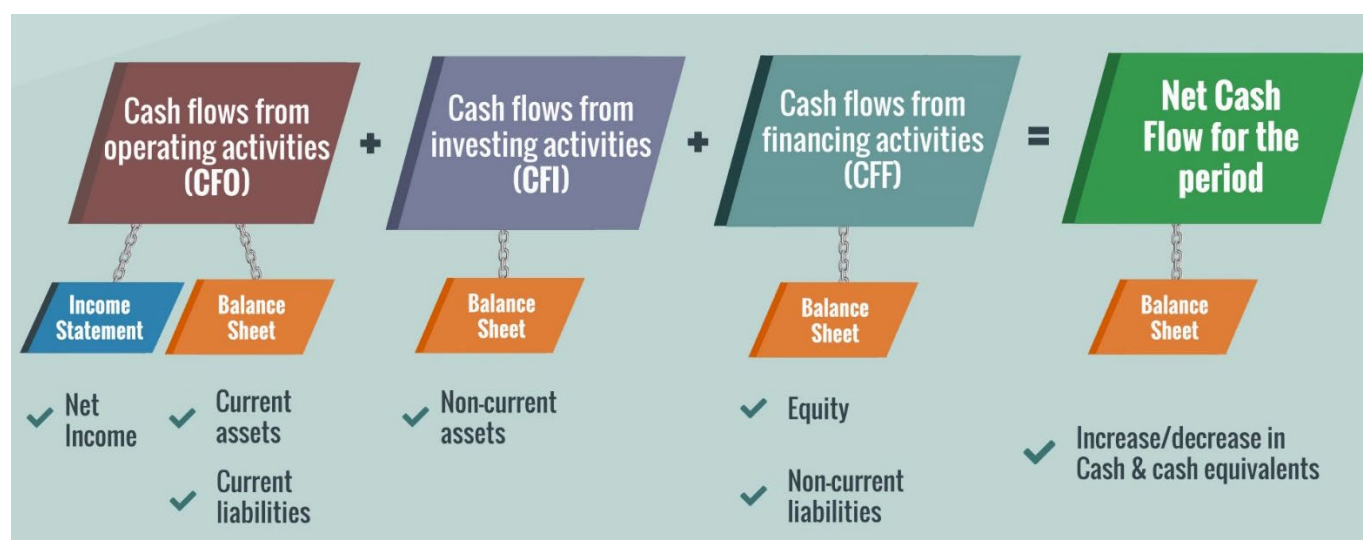 Cash flows from
operating activities
(CFO)
+
Cash flows from
investing activities
(CFI)
+
Cash flows from
financing activities
(CFF)
=
Net Cash
Flow for the
period
Income
Statement
Balance
Sheet
Balance
Sheet
Balance
Sheet
Balance
Sheet
Net
Income
Current
assets
Current
liabilities
Non-current
assets
Equity
Non-current
liabilities
Increase/decrease in
Cash & cash equivalents